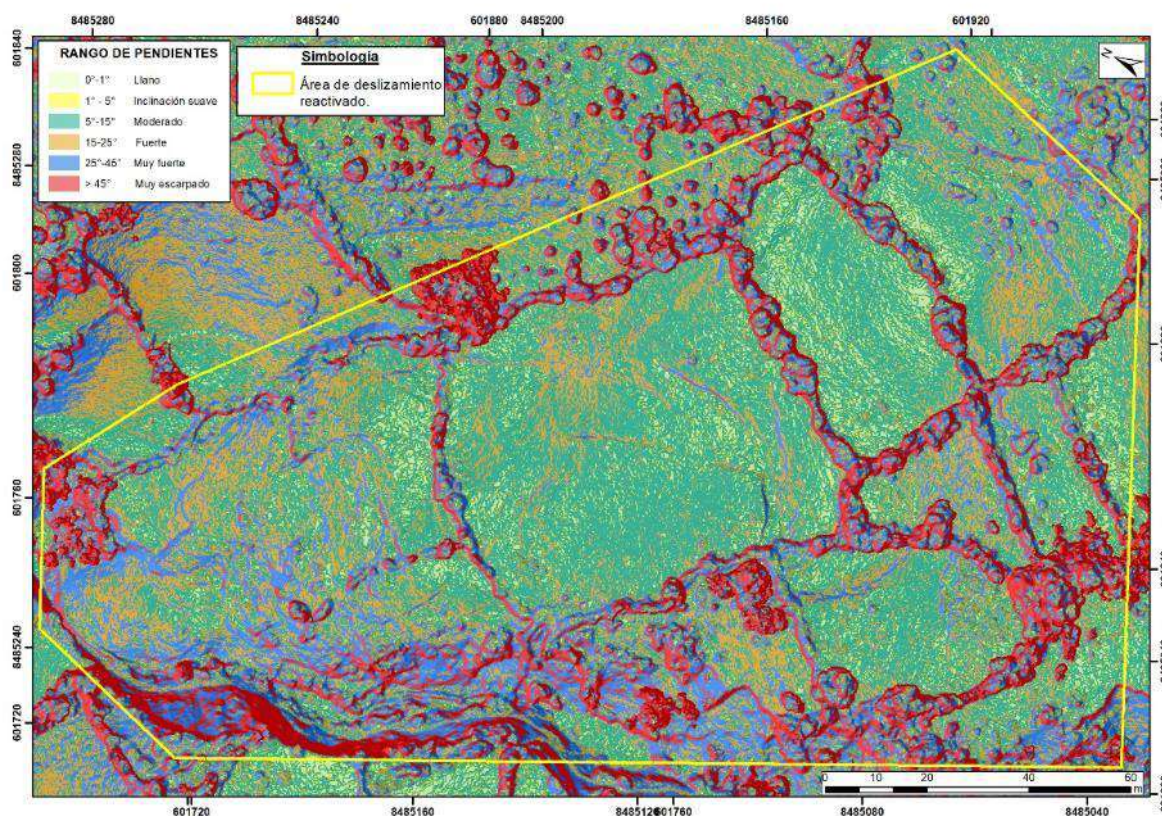 8485280
8485240
601880
8485200
8485160
601920
601840
RANGO DE PENDIENTES
0°-1° Llano
1° - 5° Inclinación suave
5°-15° Moderado
15-25° Fuerte
25°-45° Muy fuerte
> 45° Muy escarpado
Simbología
Área de deslizamiento
reactivado.
N
8485280
601800
601760
8485240
601720
0 10 20 40 60
m
601720
8485160
8485120
601760
8485080
8485040